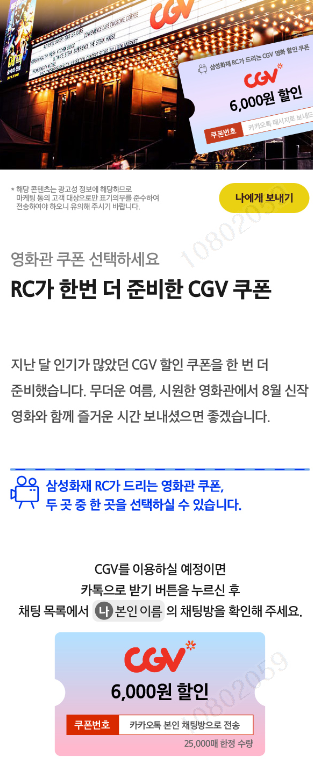 CGV
삼성화재 RC가 드리는 CGV 영화 할인 쿠폰
CGV
6,000원 할인
쿠폰번호
* 해당 콘텐츠는 광고성 정보에 해당하므로
마케팅 동의 고객 대상으로만 표기의무를 준수하여
전송하여야 하오니 유의해 주시기 바랍니다.
나에게 보내기
10802059
영화관 쿠폰 선택하세요
RC가 한번 더 준비한 CGV 쿠폰
지난 달 인기가 많았던 CGV 할인 쿠폰을 한 번 더
준비했습니다. 무더운 여름, 시원한 영화관에서 8월 신작
영화와 함께 즐거운 시간 보내셨으면 좋겠습니다.
삼성화재 RC가 드리는 영화관 쿠폰,
두 곳 중 한 곳을 선택하실 수 있습니다.
CGV를 이용하실 예정이면
카톡으로 받기 버튼을 누르신 후
채팅 목록에서 나 본인 이름 의 채팅방을 확인해 주세요.
CGV
6,000원 할인
10802059
쿠폰번호 카카오톡 본인 채팅방으로 전송
25,000매 한정 수량